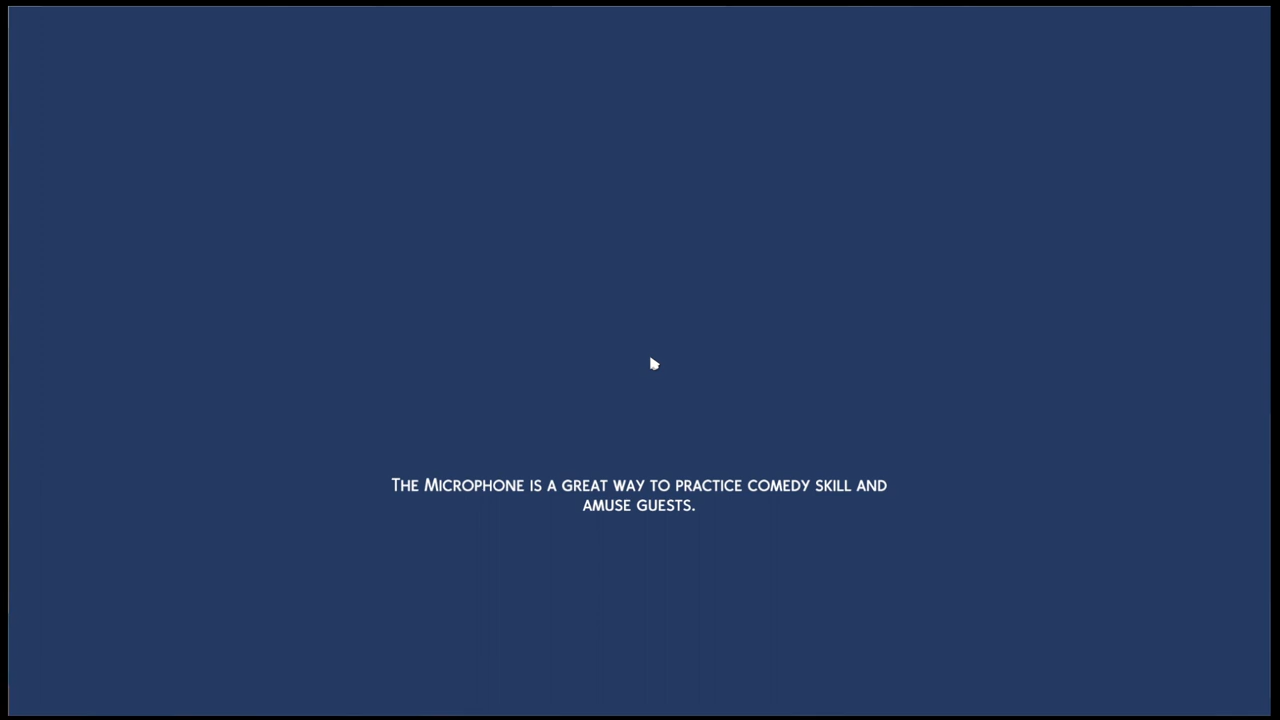 The Microphone is a great way to practice comedy skill and
amuse guests.